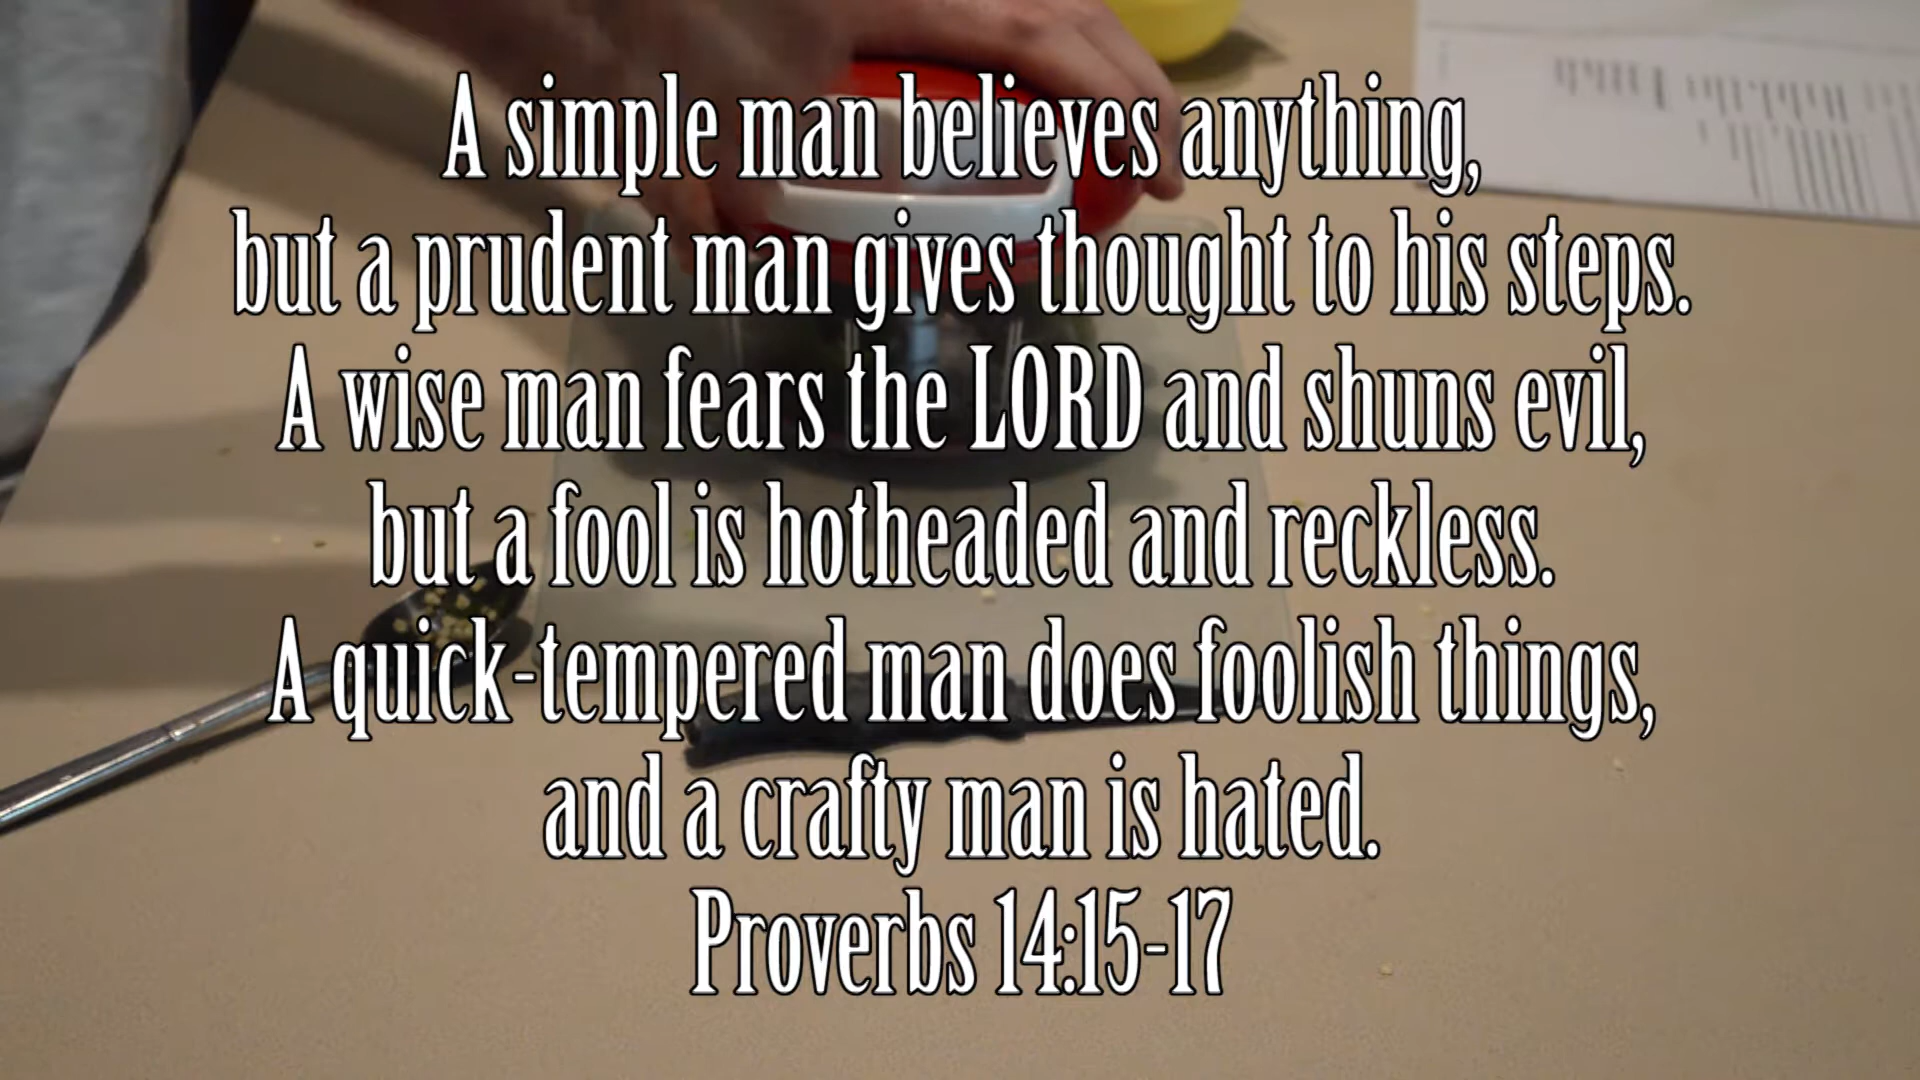 A simple man believes anything,
but a prudent man gives thought to his steps.
A wise man fears the LORD and shuns evil,
but a fool is hotheaded and reckless.
A quick-tempered man does foolish things,
and a crafty man is hated.
Proverbs 14:15-17